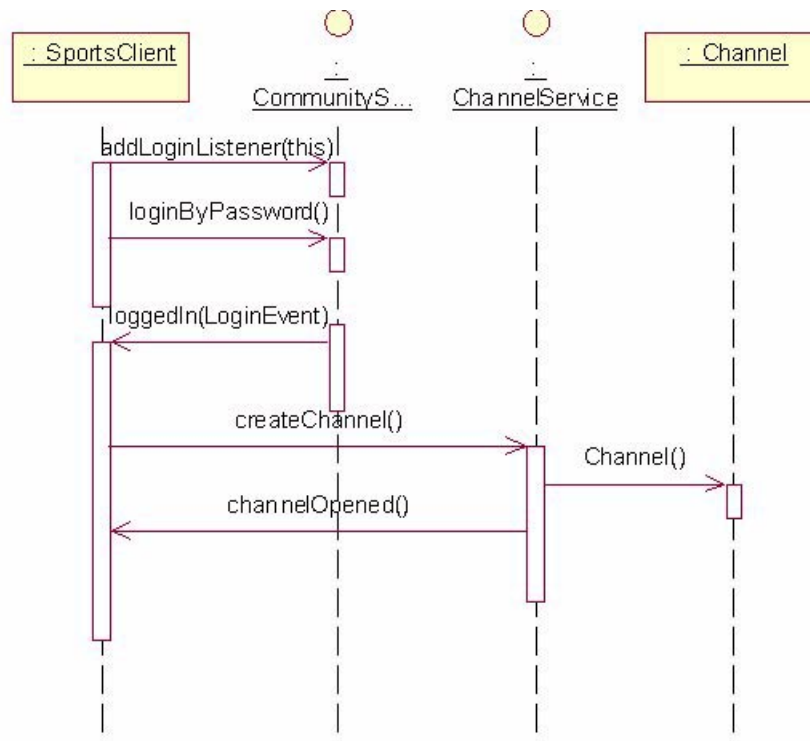 : SportsClient
:
CommunityS...
:
ChannelService
: Channel
addLoginListener(this)
loginByPassword()
loggedIn(LoginEvent)
createChannel()
Channel()
channelOpened()